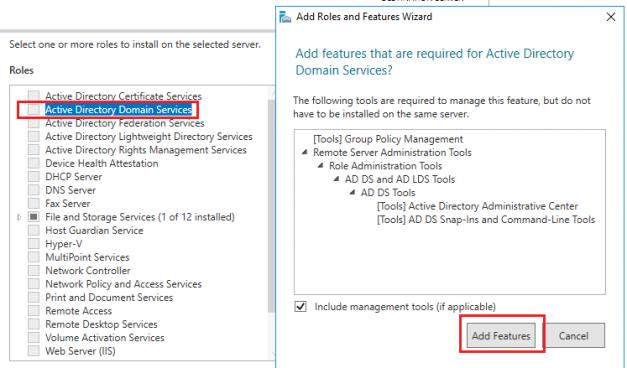 Select one or more roles to install on the selected server.
Roles
Active Directory Certificate Services
Active Directory Domain Services
Active Directory Federation Services
Active Directory Lightweight Directory Services
Active Directory Rights Management Services
Device Health Attestation
DHCP Server
DNS Server
Fax Server
File and Storage Services (1 of 12 installed)
Host Guardian Service
Hyper-V
MultiPoint Services
Network Controller
Network Policy and Access Services
Print and Document Services
Remote Access
Remote Desktop Services
Volume Activation Services
Web Server (IIS)
Add Roles and Features Wizard
Add features that are required for Active Directory
Domain Services?
The following tools are required to manage this feature, but do not
have to be installed on the same server.
[Tools] Group Policy Management
Remote Server Administration Tools
Role Administration Tools
AD DS and AD LDS Tools
AD DS Tools
[Tools] Active Directory Administrative Center
[Tools] AD DS Snap-Ins and Command-Line Tools
Include management tools (if applicable)
Add Features
Cancel